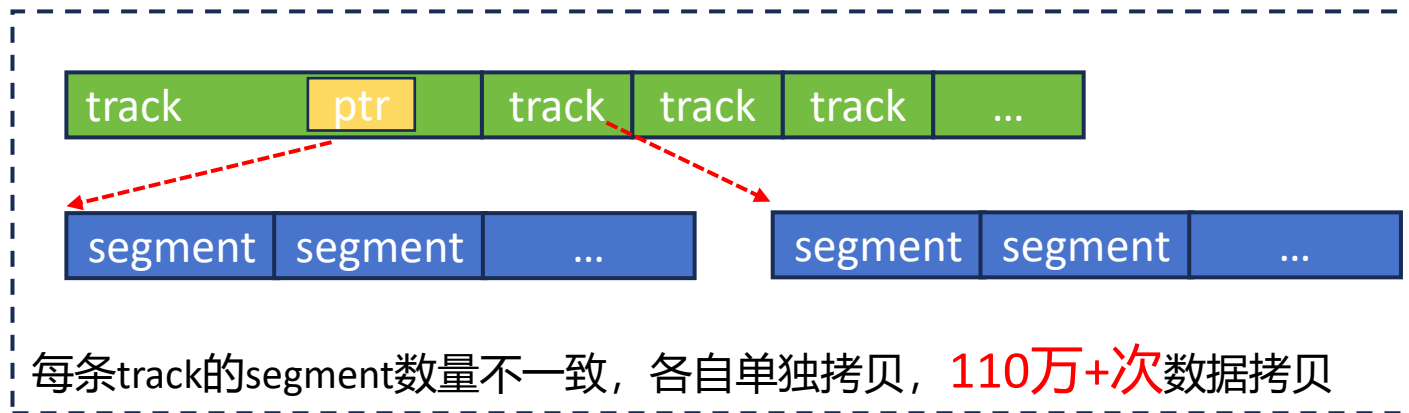 track ptr track track track ...
segment segment ... segment segment ...
每条track的segment数量不一致，各自单独拷贝，110万+次数据拷贝